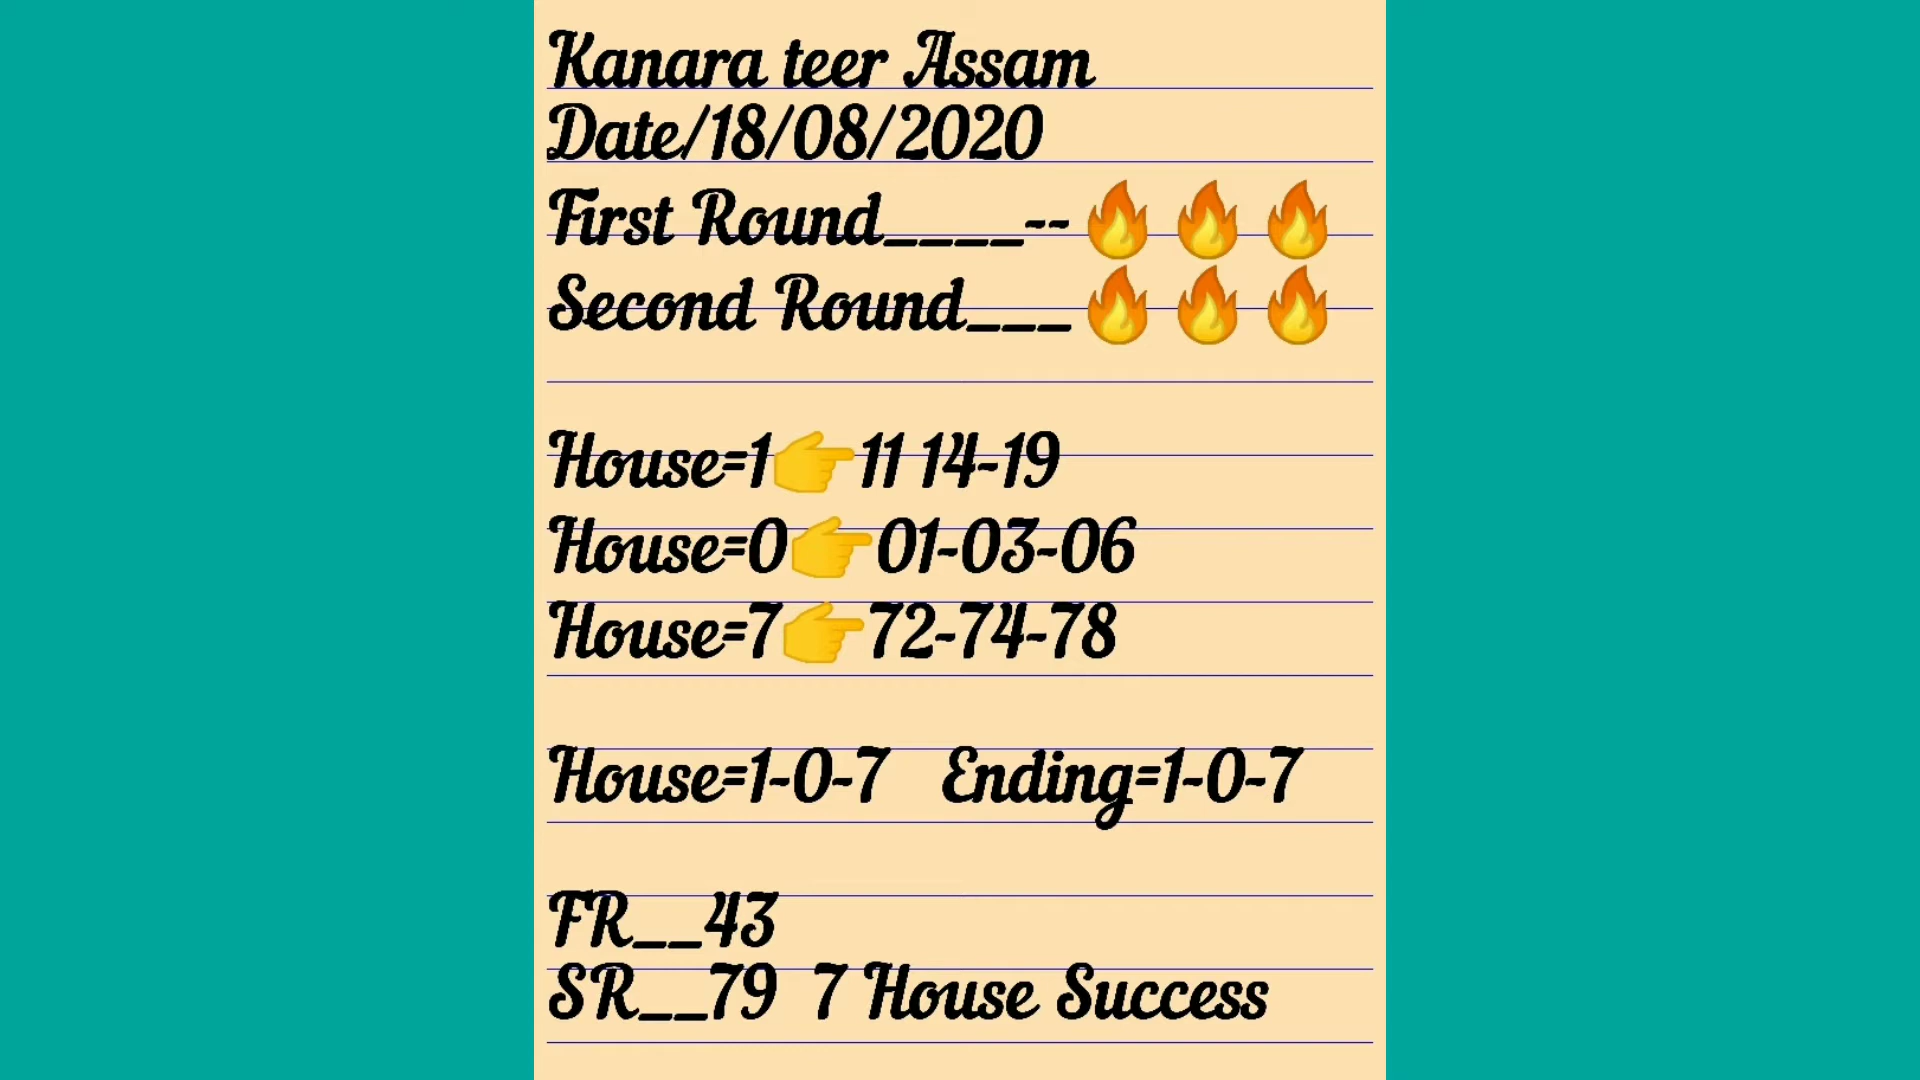 Kanara teer Assam
Date/18/08/2020
First Round____--🔥🔥🔥
Second Round___🔥🔥🔥
House=1👉11 14-19
House=0👉01-03-06
House=7👉72-74-78
House=1-0-7 Ending=1-0-7
FR__43
SR__79 7 House Success